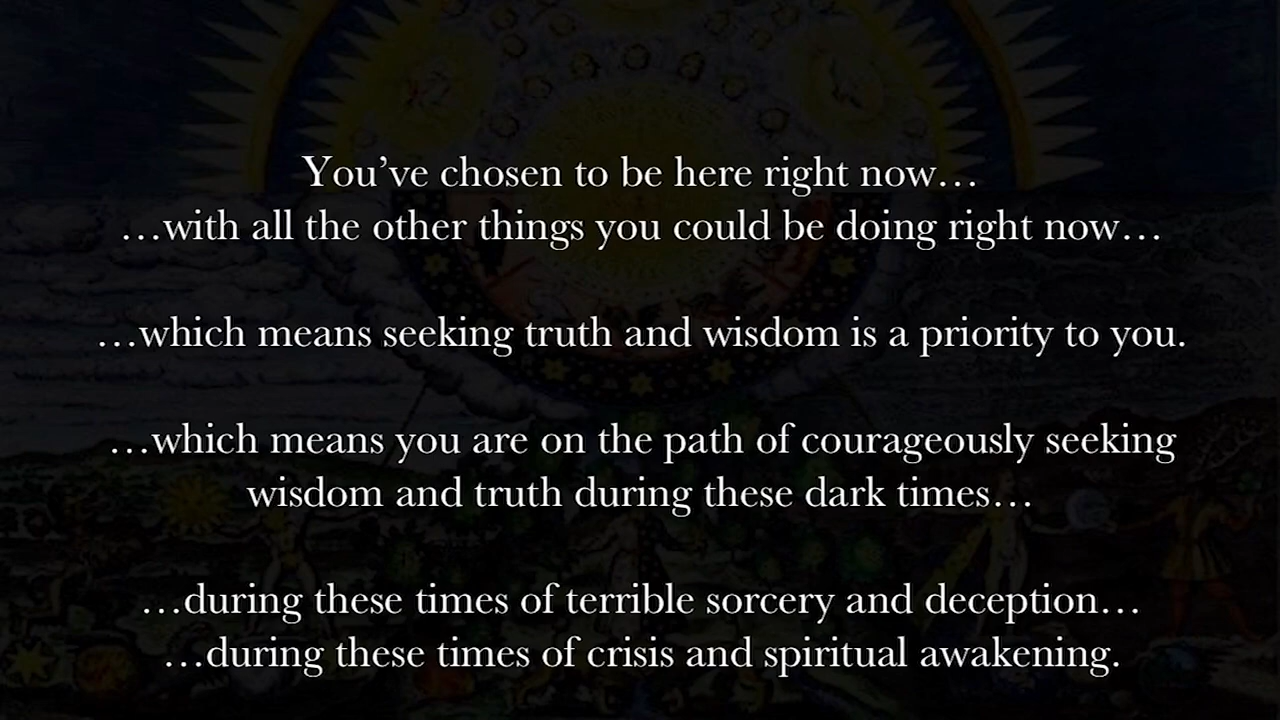 You’ve chosen to be here right now…
…with all the other things you could be doing right now…
…which means seeking truth and wisdom is a priority to you.
…which means you are on the path of courageously seeking
wisdom and truth during these dark times…
…during these times of terrible sorcery and deception…
…during these times of crisis and spiritual awakening.